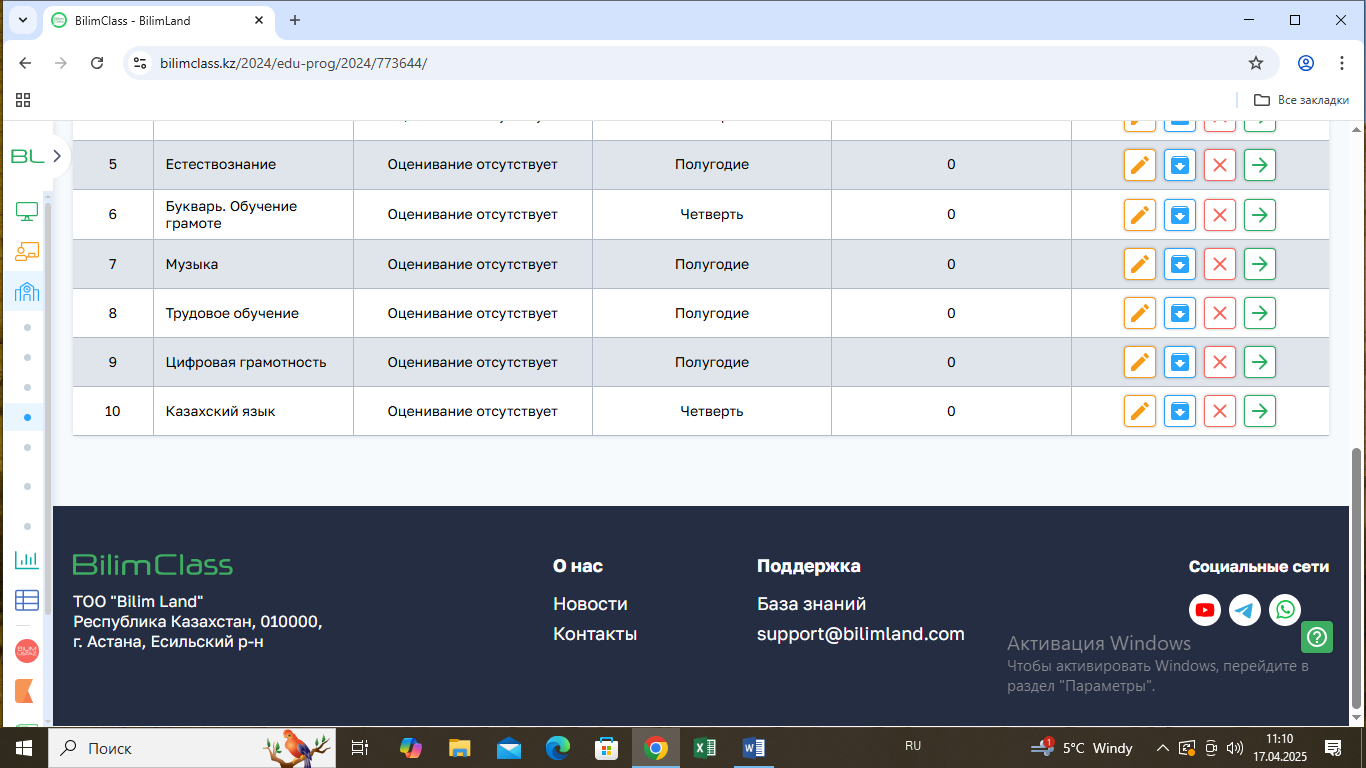 BilimClass - BilimLand
bilimclass.kz/2024/edu-prog/2024/773644/
Все закладки
BL
5 Естествознание Оценивание отсутствует Полугодие 0
6 Букварь. Обучение грамоте Оценивание отсутствует Четверть 0
7 Музыка Оценивание отсутствует Полугодие 0
8 Трудовое обучение Оценивание отсутствует Полугодие 0
9 Цифровая грамотность Оценивание отсутствует Полугодие 0
10 Казахский язык Оценивание отсутствует Четверть 0
BilimClass
ТОО "Bilim Land"
Республика Казахстан, 010000,
г. Астана, Есильский р-н
О нас
Новости
Контакты
Поддержка
База знаний
support@bilimland.com
Социальные сети
Активация Windows
Чтобы активировать Windows, перейдите в
раздел "Параметры".
Поиск
RU
1
5°C Windy
11:10
17.04.2025